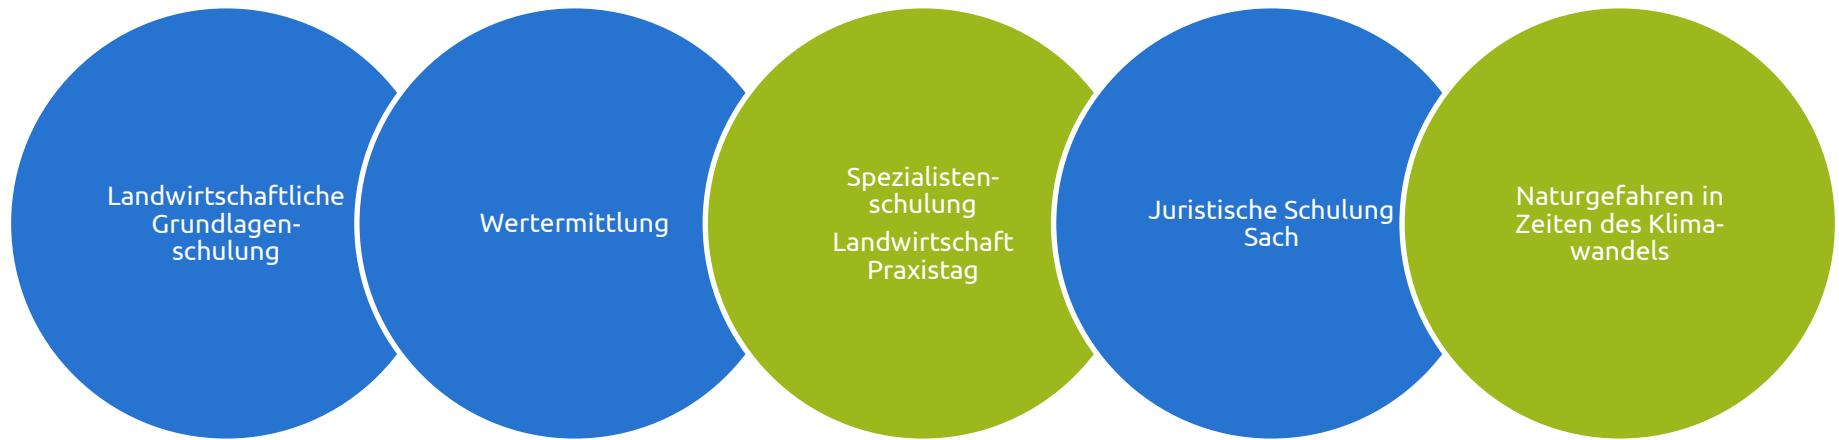 Landwirtschaftliche
Grundlagen-
schulung
Wertermittlung
Spezialisten-
schulung
Landwirtschaft
Praxistag
Juristische Schulung
Sach
Naturgefahren in
Zeiten des Klima-
wandels